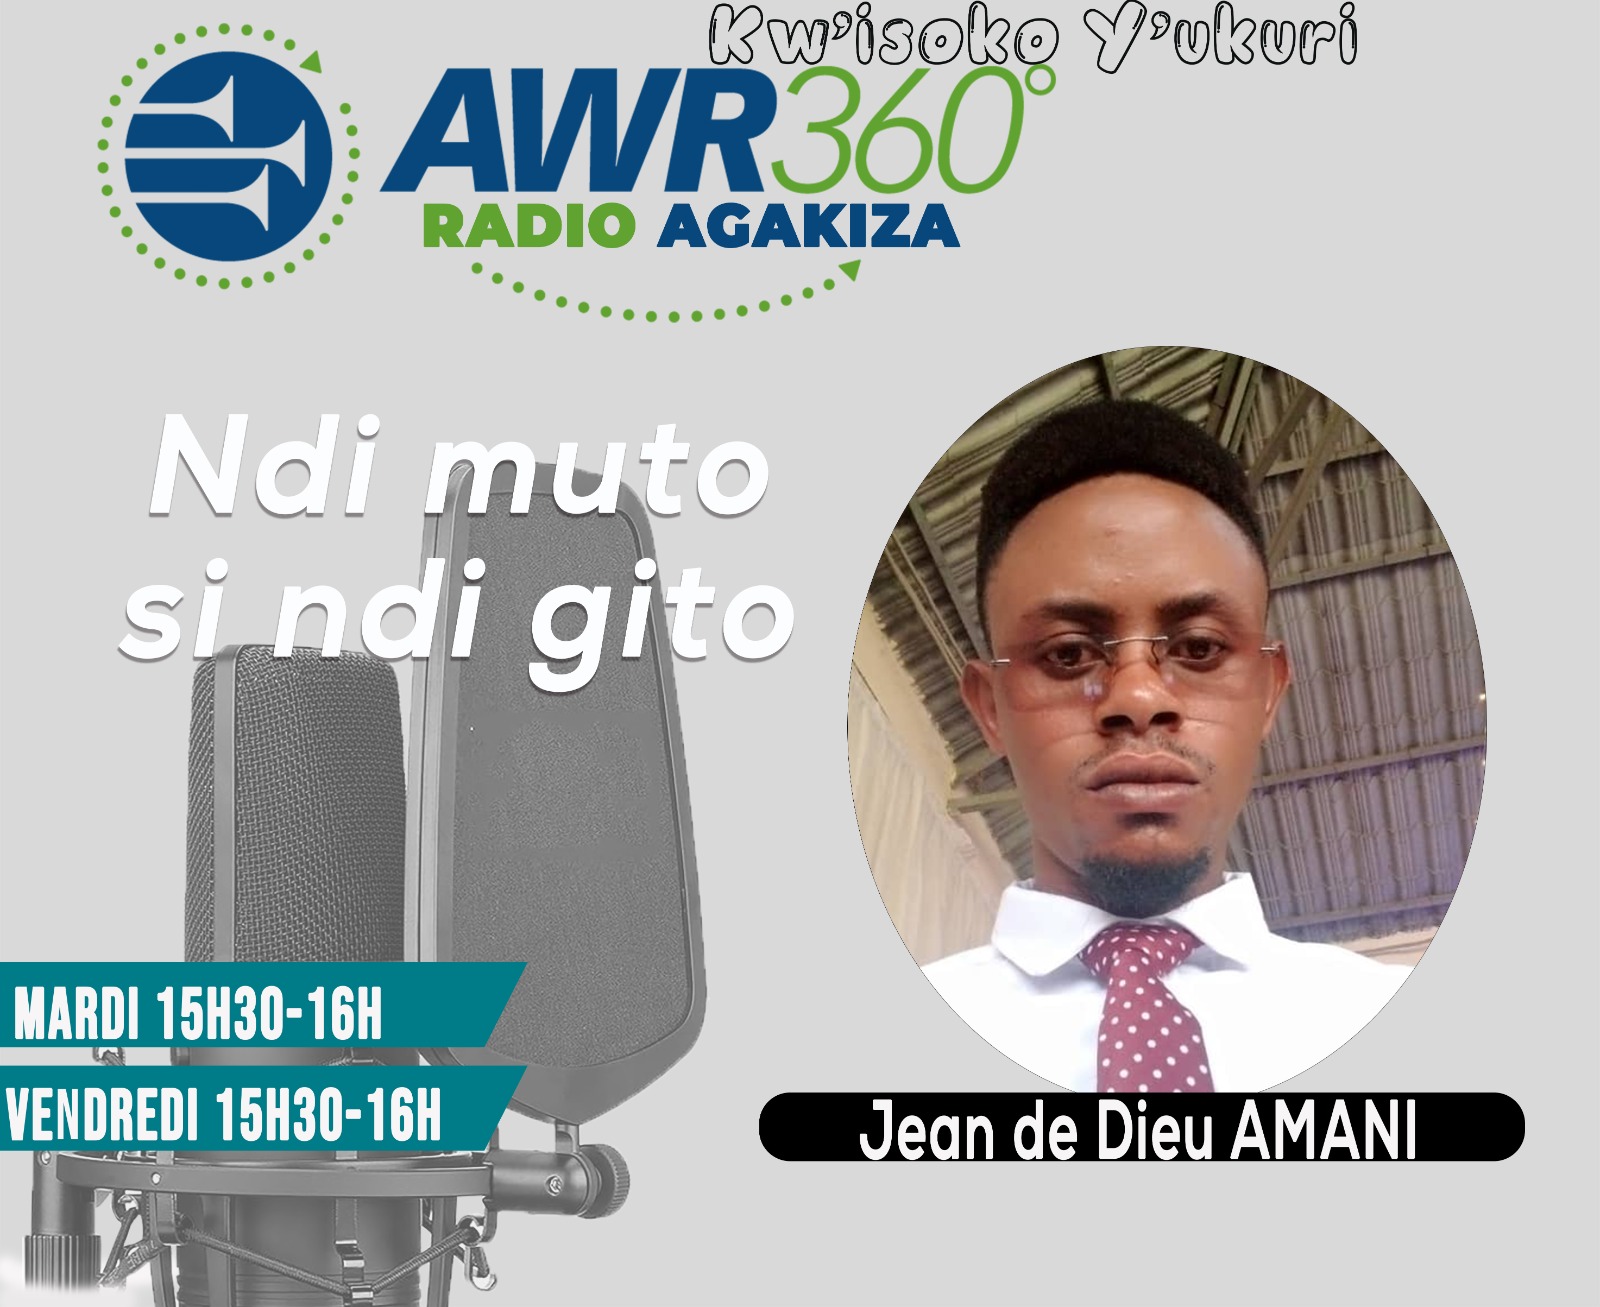 Kw'isoko Y'ukuri
AWR360°
RADIO AGAKIZA
Ndi muto
si ndi gito
MARDI 15H30-16H
VENDREDI 15H30-16H
Jean de Dieu AMANI